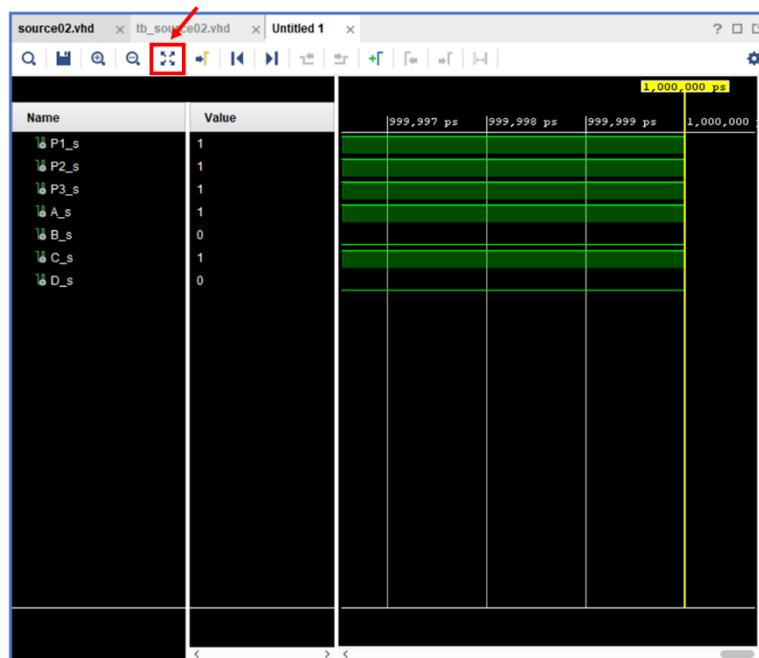 source02.vhd × tb_source02.vhd × Untitled 1 ×
1,000,000 ps
Name Value
999,997 ps 999,998 ps 999,999 ps 1,000,000
P1_s 1
P2_s 1
P3_s 1
A_s 1
B_s 0
C_s 1
D_s 0